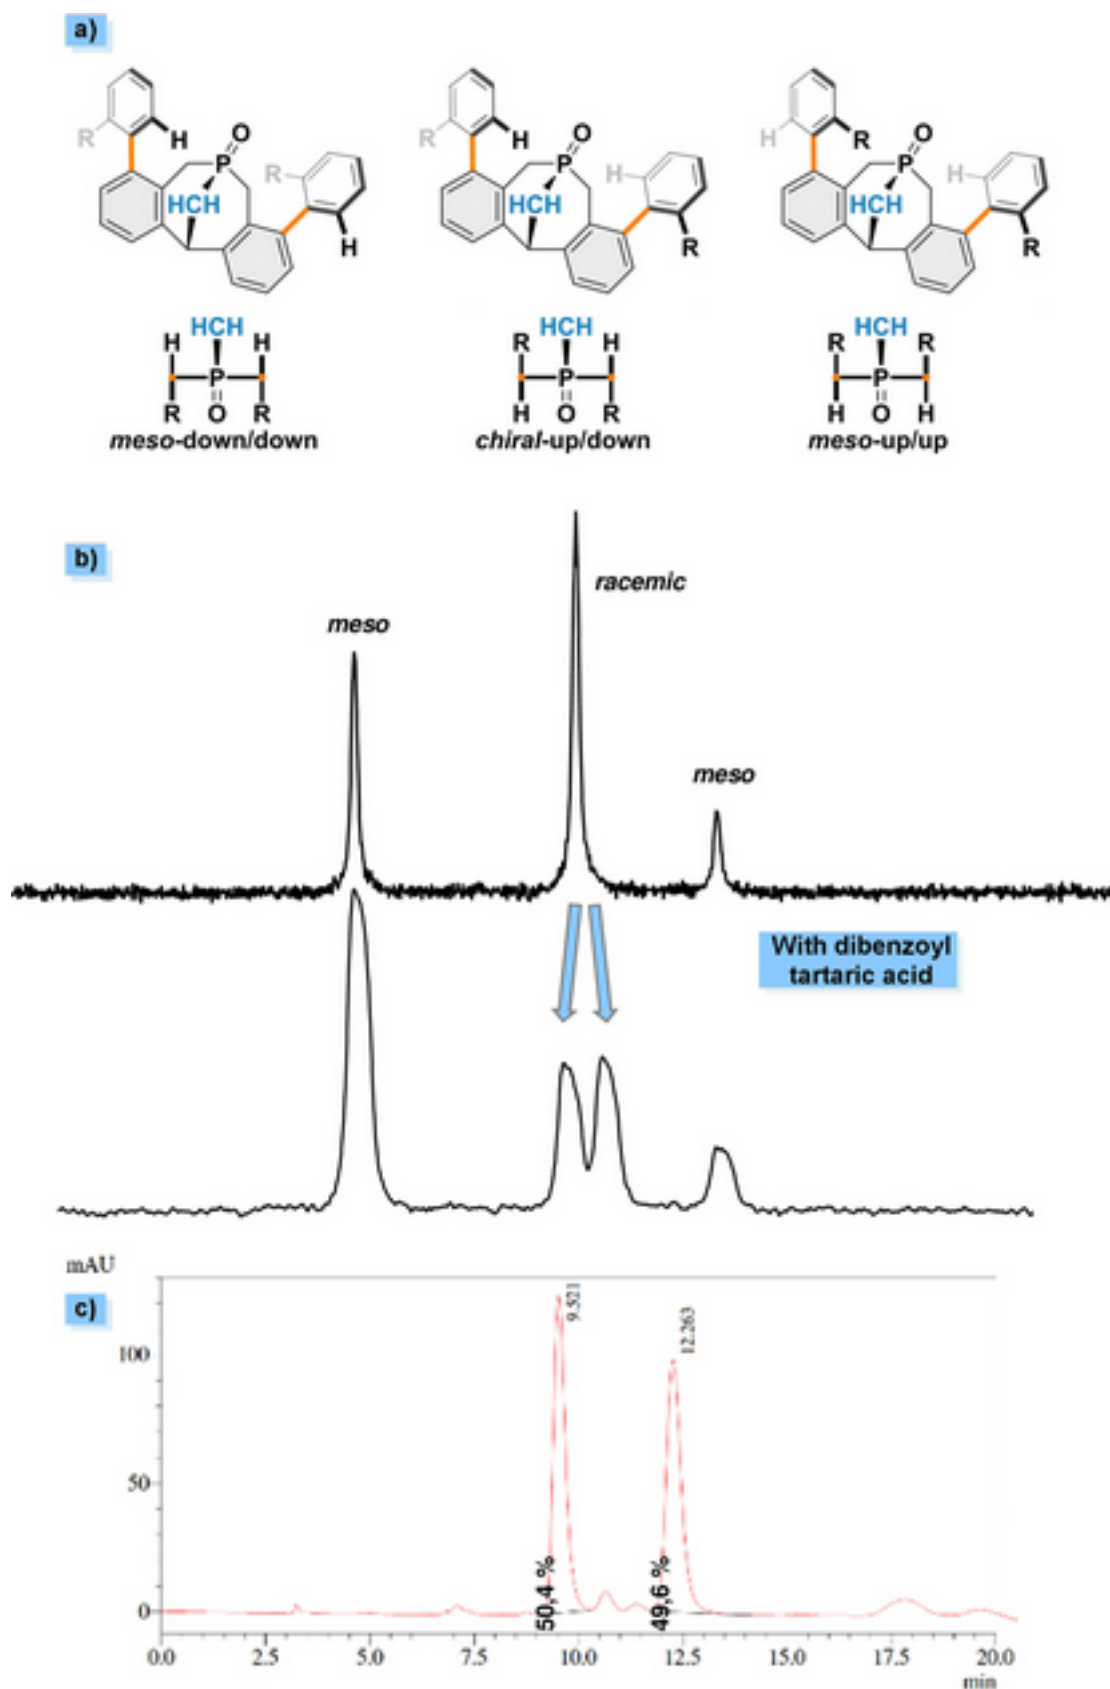 a)
R H P O HCH R H
R H P O HCH H R
H R P O HCH H R
HCH
H H
P
R O R
meso-down/down
HCH
R H
P
H O R
chiral-up/down
HCH
R R
P
H O H
meso-up/up
b)
racemic
meso
meso
With dibenzoyl
tartaric acid
mAU
c)
9.521
12.263
100
50
0
50,4 %
49,6 %
0.0 2.5 5.0 7.5 10.0 12.5 15.0 17.5 20.0
min